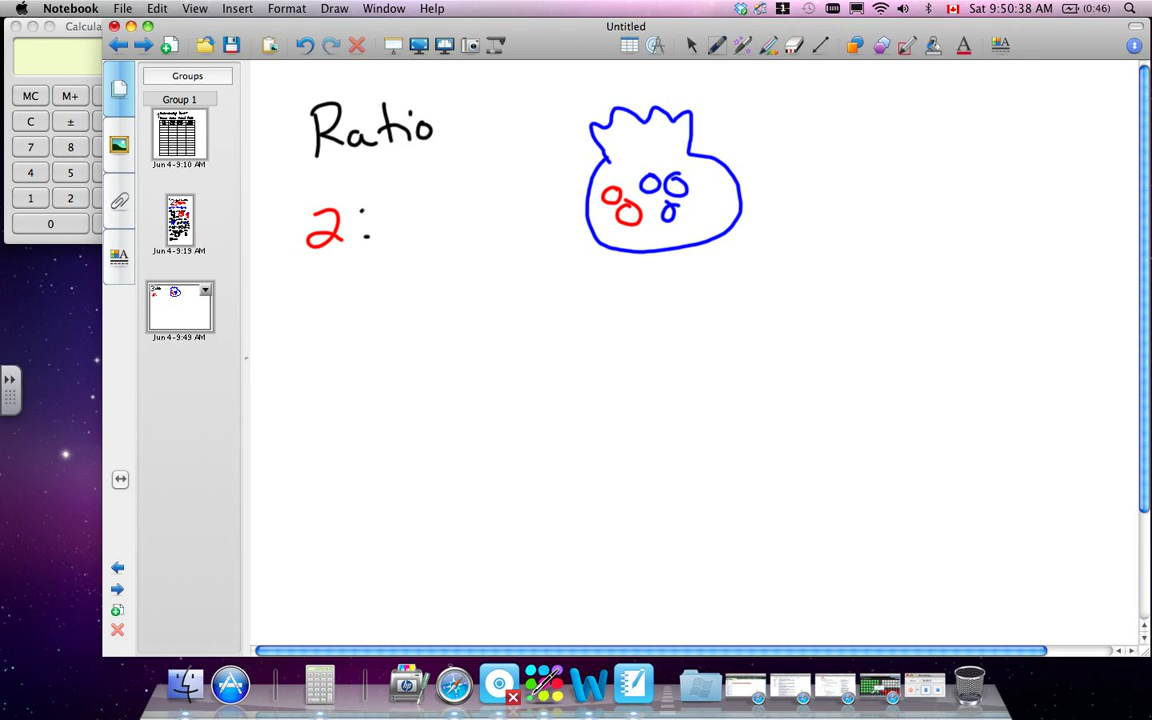 Notebook File Edit View Insert Format Draw Window Help Sat 9:50:38 AM (0:46)
Calcula
Untitled
MC M+
C ±
7 8
4 5
1 2
0
Groups
Group 1
Jun 4-9:10 AM
Jun 4-9:19 AM
Jun 4-9:49 AM
Ratio
2: